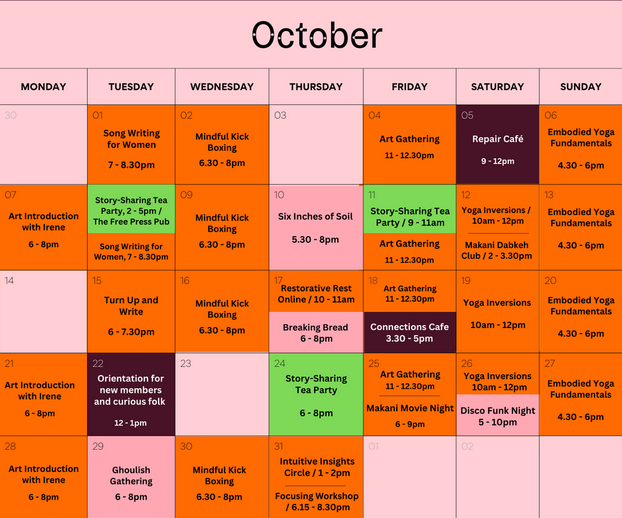 October
MONDAY TUESDAY WEDNESDAY THURSDAY FRIDAY SATURDAY SUNDAY
30
01
Song Writing
for Women
7 - 8.30pm
02
Mindful Kick
Boxing
6.30 - 8pm
03
04
Art Gathering
11 - 12.30pm
05
Repair Café
9 - 12pm
06
Embodied Yoga
Fundamentals
4.30 - 6pm
07
Art Introduction
with Irene
6 - 8pm
Story-Sharing Tea
Party, 2 - 5pm /
The Free Press Pub
Song Writing for
Women, 7 - 8.30pm
09
Mindful Kick
Boxing
6.30 - 8pm
10
Six Inches of Soil
5.30 - 8pm
11
Story-Sharing Tea
Party / 9 - 11am
Art Gathering
11 - 12.30pm
12
Yoga Inversions /
10am - 12pm
Makani Dabkeh
Club / 2 - 3.30pm
13
Embodied Yoga
Fundamentals
4.30 - 6pm
14
15
Turn Up and
Write
6 - 7.30pm
16
Mindful Kick
Boxing
6.30 - 8pm
17
Restorative Rest
Online / 10 - 11am
Breaking Bread
6 - 8pm
18
Art Gathering
11 - 12.30pm
Connections Cafe
3.30 - 5pm
19
Yoga Inversions
10am - 12pm
20
Embodied Yoga
Fundamentals
4.30 - 6pm
21
Art Introduction
with Irene
6 - 8pm
22
Orientation for
new members
and curious folk
12 - 1pm
23
24
Story-Sharing
Tea Party
6 - 8pm
25
Art Gathering
11 - 12.30pm
Makani Movie Night
6 - 9pm
26
Yoga Inversions
10am - 12pm
Disco Funk Night
5 - 10pm
27
Embodied Yoga
Fundamentals
4.30 - 6pm
28
Art Introduction
with Irene
6 - 8pm
29
Ghoulish
Gathering
6 - 8pm
30
Mindful Kick
Boxing
6.30 - 8pm
31
Intuitive Insights
Circle / 1 - 2pm
Focusing Workshop
/ 6.15 - 8.30pm
01
02